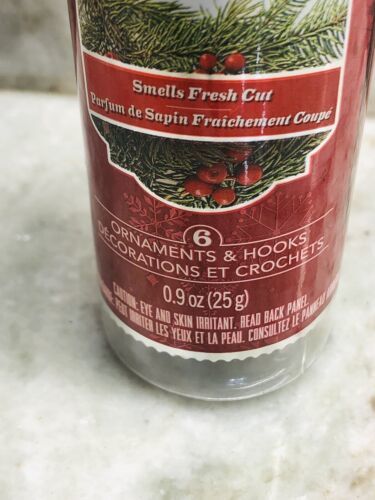 Smells Fresh Cut
Parfum de Sapin Fraichement Coupé
6
ORNAMENTS & HOOKS
DÉCORATIONS ET CROCHETS
0.9 oz (25 g)
CAUTION: EYE AND SKIN IRRITANT. READ BACK PANEL.
PEUT IRRITER LES YEUX ET LA PEAU. CONSULTEZ LE PANNEAU